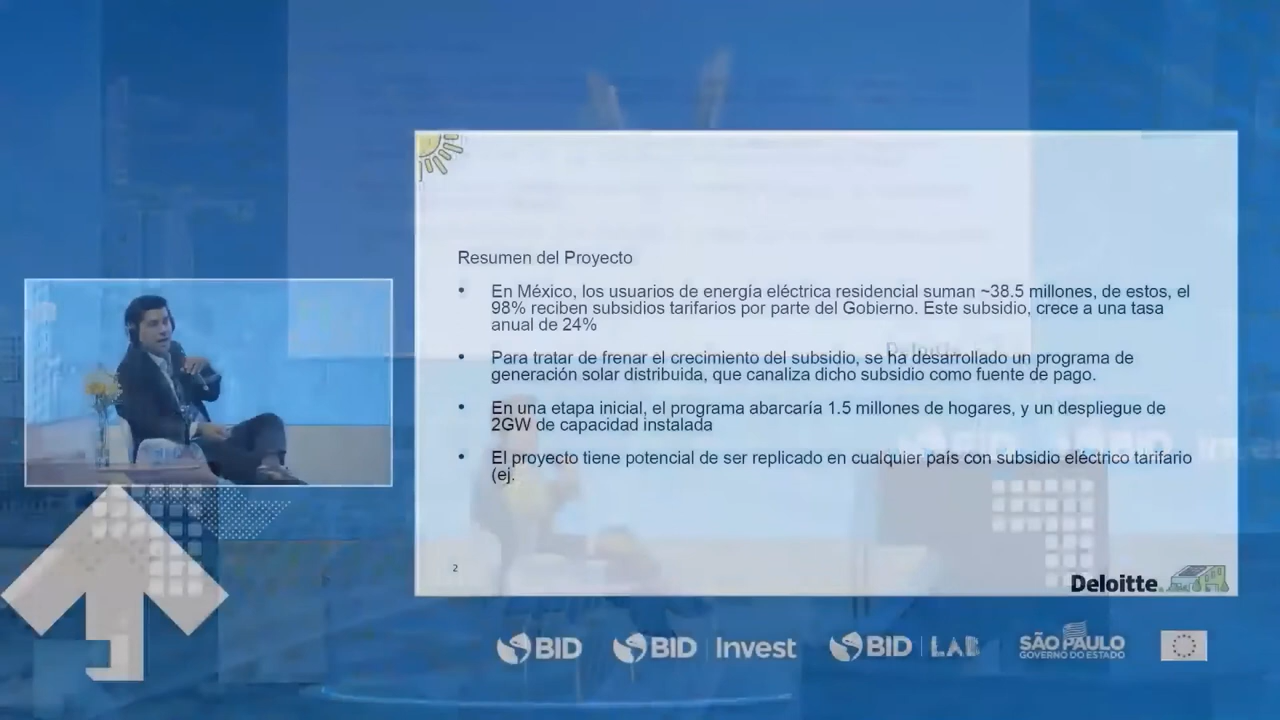 Resumen del Proyecto
• En México, los usuarios de energía eléctrica residencial suman ~38.5 millones, de estos, el
98% reciben subsidios tarifarios por parte del Gobierno. Este subsidio, crece a una tasa
anual de 24%
• Para tratar de frenar el crecimiento del subsidio, se ha desarrollado un programa de
generación solar distribuida, que canaliza dicho subsidio como fuente de pago.
• En una etapa inicial, el programa abarcaría 1.5 millones de hogares, y un despliegue de
2GW de capacidad instalada
• El proyecto tiene potencial de ser replicado en cualquier país con subsidio eléctrico tarifario
(ej.
2
Deloitte.
BID
BID Invest
BID LAB
SÃO PAULO
GOVERNO DO ESTADO